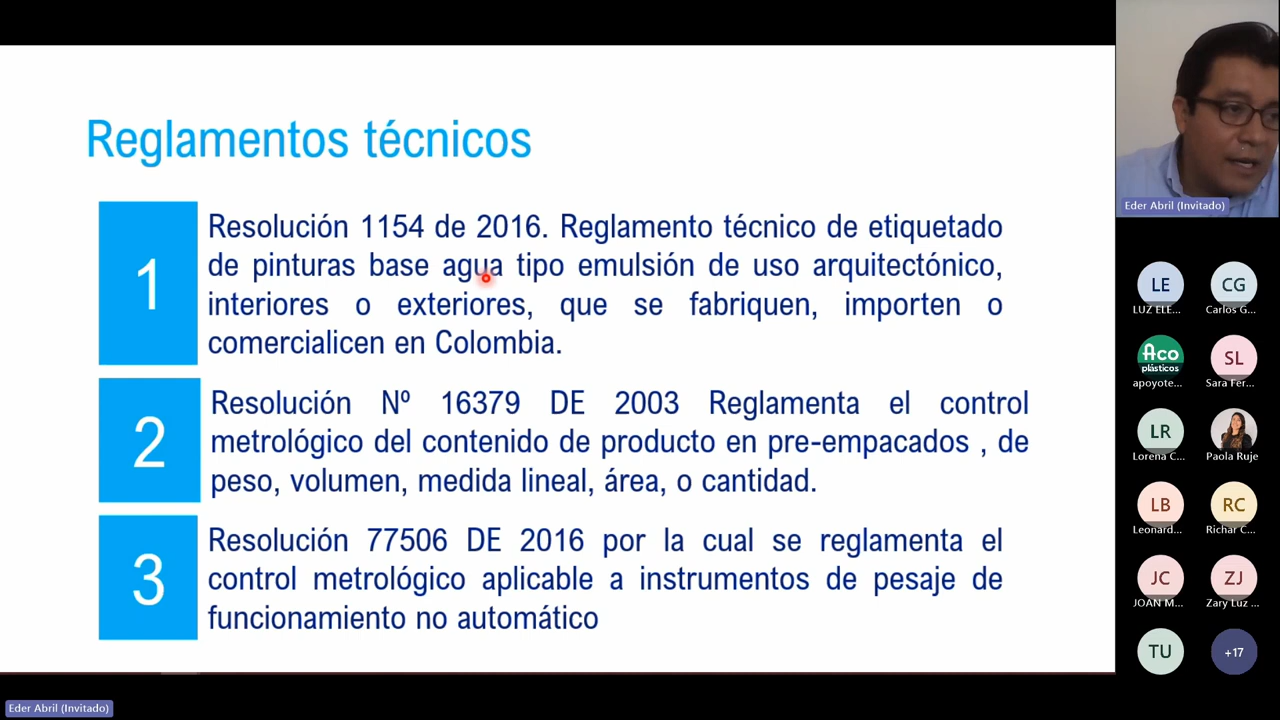 Reglamentos técnicos
1
Resolución 1154 de 2016. Reglamento técnico de etiquetado
de pinturas base agua tipo emulsión de uso arquitectónico,
interiores o exteriores, que se fabriquen, importen o
comercialicen en Colombia.
2
Resolución Nº 16379 DE 2003 Reglamenta el control
metrológico del contenido de producto en pre-empacados , de
peso, volumen, medida lineal, área, o cantidad.
3
Resolución 77506 DE 2016 por la cual se reglamenta el
control metrológico aplicable a instrumentos de pesaje de
funcionamiento no automático
Eder Abril (Invitado)
Eder Abril (Invitado)
LE
LUZ ELE...
CG
Carlos G...
Aco
plásticos
apoyote...
SL
Sara Fer...
LR
Lorena C...
Paola Ruje
LB
Leonard...
RC
Richar C...
JC
JOAN M...
ZJ
Zary Luz ...
TU
+17